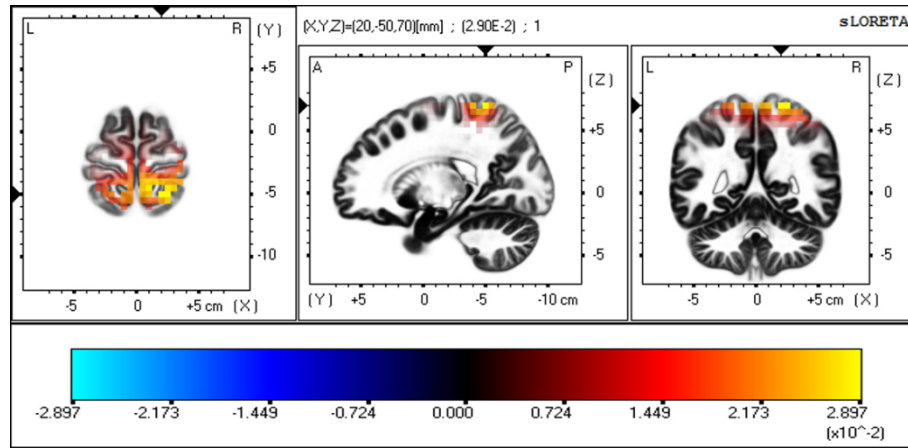 (X,Y,Z)=(20,-50,70)[mm] ; (2.90E-2) ; 1
sLORETA
L R (Y)
+5
0
-5
-10
-5 0 +5 cm (X)
A P (Z)
+5
0
-5
(Y) +5 0 -5 -10 cm
L R (Z)
+5
0
-5
-5 0 +5 cm (X)
-2.897 -2.173 -1.449 -0.724 0.000 0.724 1.449 2.173 2.897
(x10^-2)